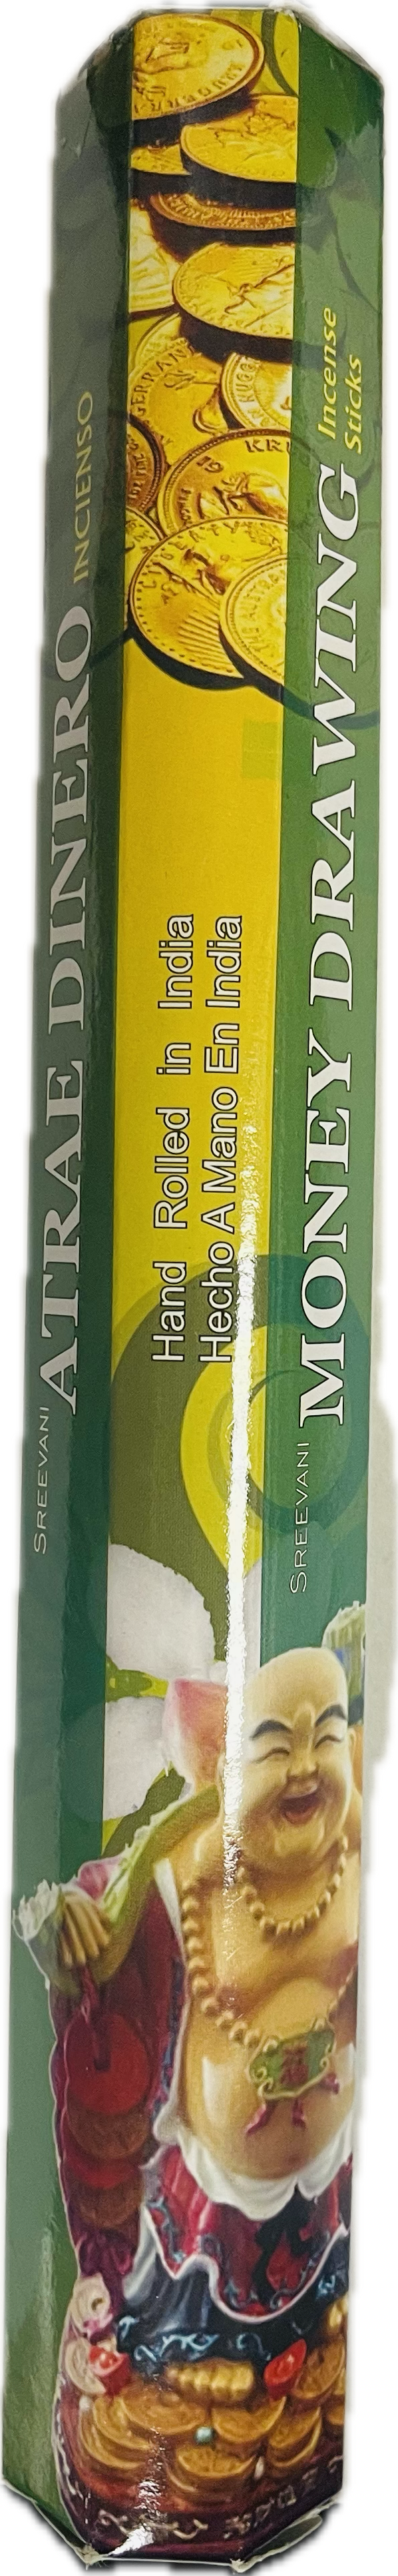 SREEVANI
ATRAE DINERO INCIENSO
Hand Rolled in India
Hecho A Mano En India
SREEVANI
MONEY DRAWING Incense
Sticks